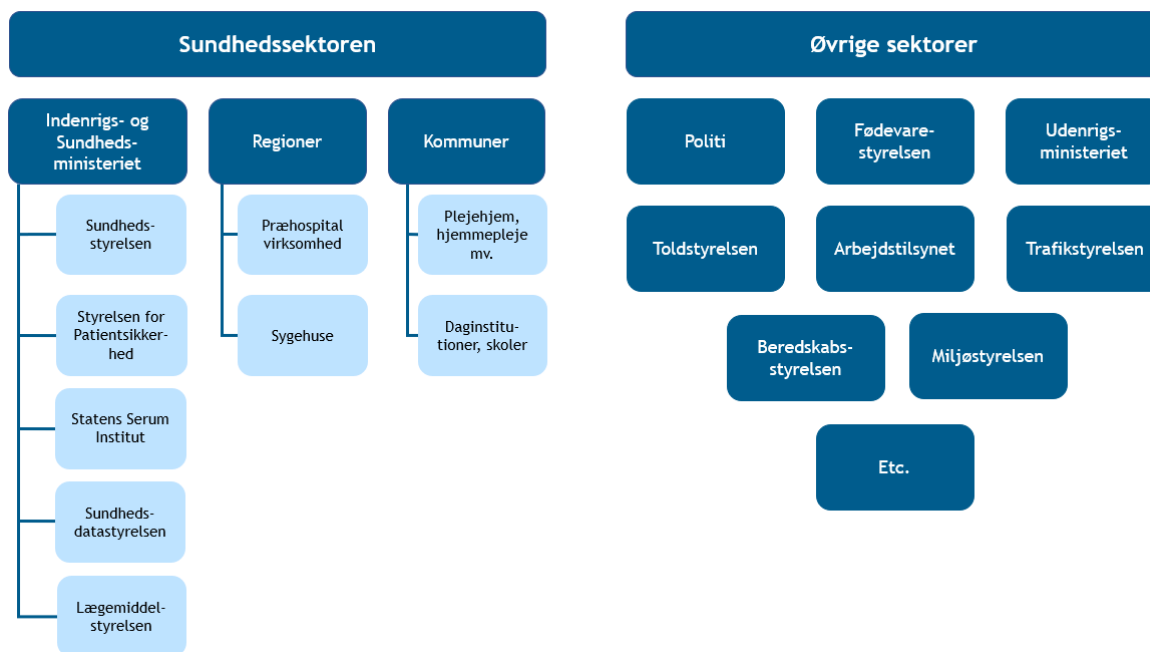 Sundhedssektoren
Indenrigs- og
Sundheds-
ministeriet
Sundheds-
styrelsen
Styrelsen for
Patientsikker-
hed
Statens Serum
Institut
Sundheds-
datastyrelsen
Lægemiddel-
styrelsen
Regioner
Præhospital
virksomhed
Sygehuse
Kommuner
Plejehjem,
hjemmepleje
mv.
Daginstitu-
tioner, skoler
Øvrige sektorer
Politi
Fødevare-
styrelsen
Udenrigs-
ministeriet
Toldstyrelsen
Arbejdstilsynet
Trafikstyrelsen
Beredskabs-
styrelsen
Miljøstyrelsen
Etc.